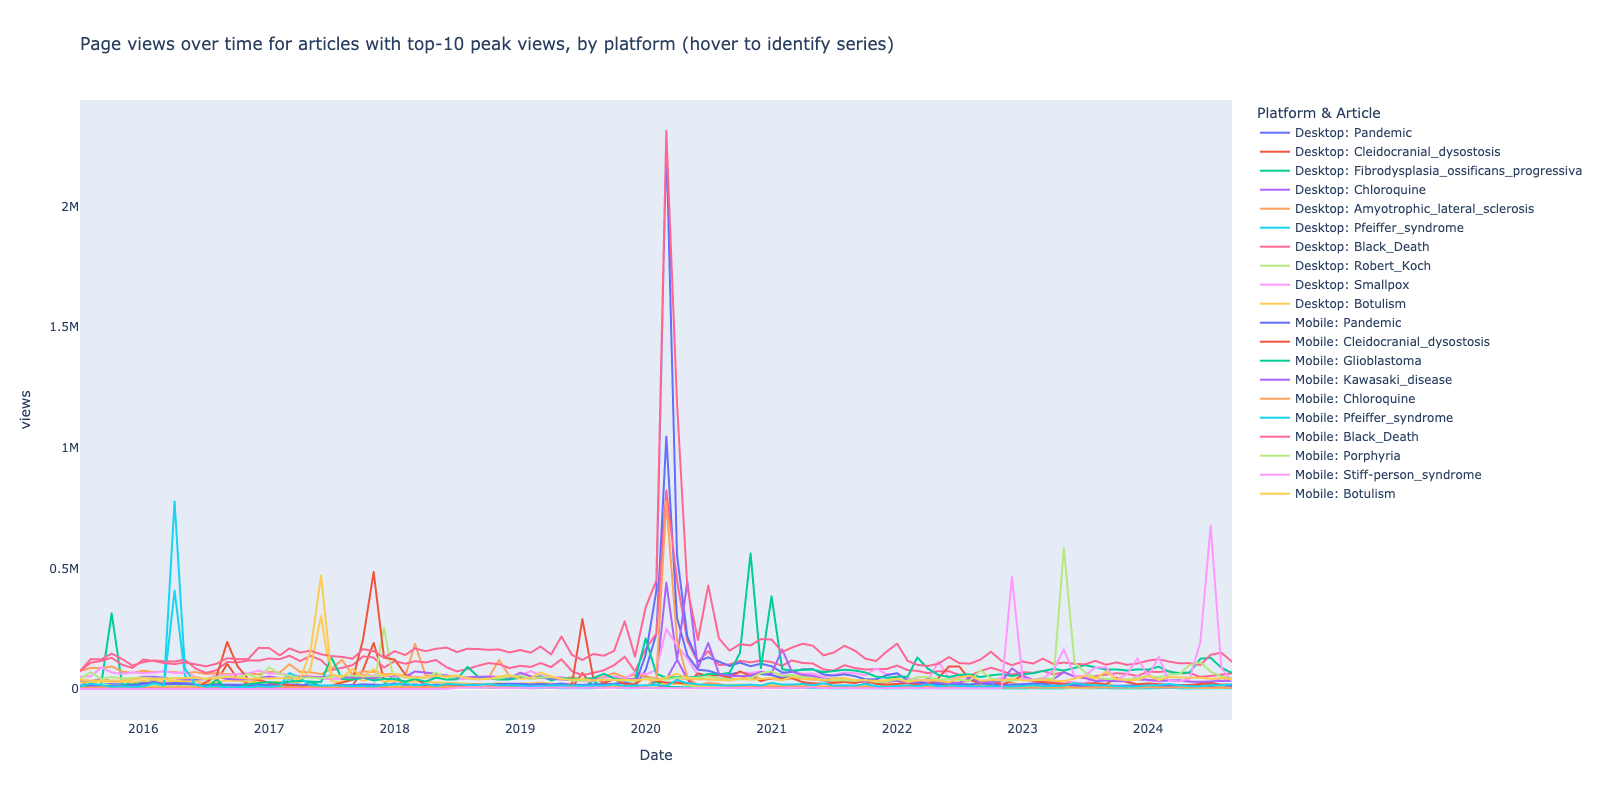 Page views over time for articles with top-10 peak views, by platform (hover to identify series)
Platform & Article
Desktop: Pandemic
Desktop: Cleidocranial_dysostosis
Desktop: Fibrodysplasia_ossificans_progressiva
Desktop: Chloroquine
Desktop: Amyotrophic_lateral_sclerosis
Desktop: Pfeiffer_syndrome
Desktop: Black_Death
Desktop: Robert_Koch
Desktop: Smallpox
Desktop: Botulism
Mobile: Pandemic
Mobile: Cleidocranial_dysostosis
Mobile: Glioblastoma
Mobile: Kawasaki_disease
Mobile: Chloroquine
Mobile: Pfeiffer_syndrome
Mobile: Black_Death
Mobile: Porphyria
Mobile: Stiff-person_syndrome
Mobile: Botulism
2M
1.5M
1M
0.5M
0
views
2016 2017 2018 2019 2020 2021 2022 2023 2024
Date